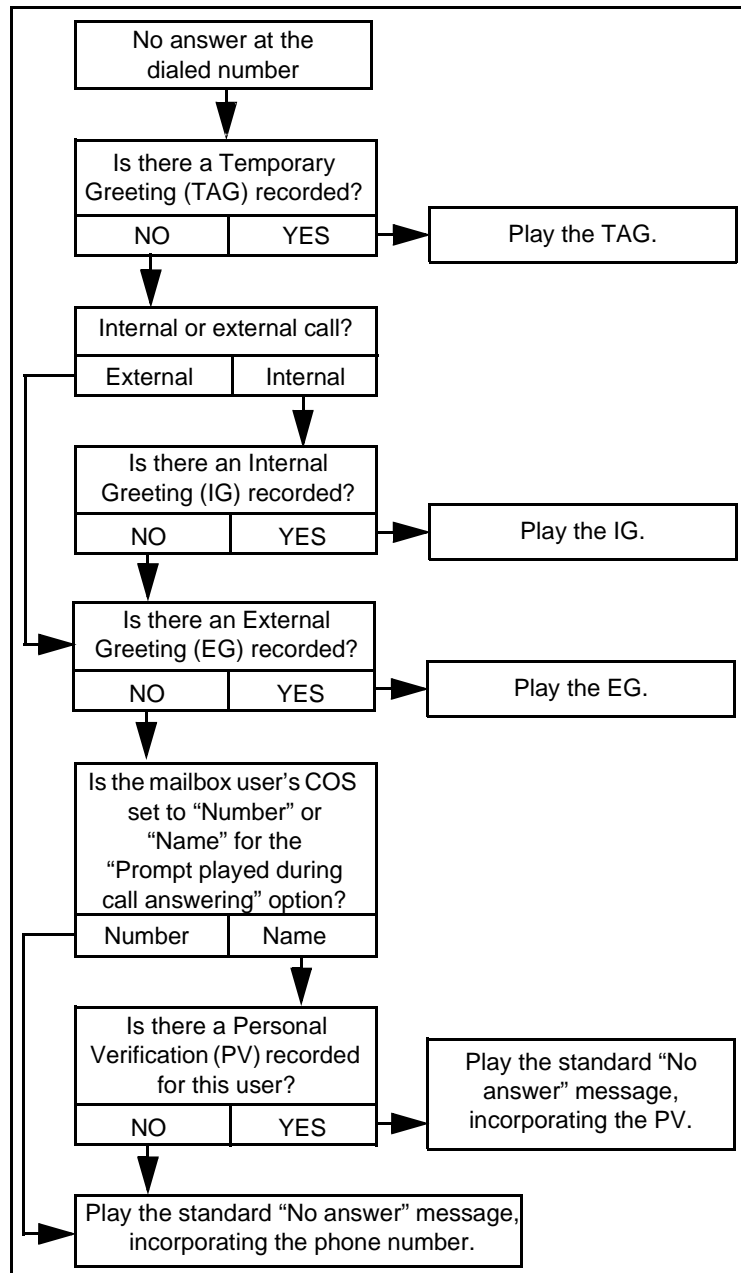 No answer at the
dialed number
Is there a Temporary
Greeting (TAG) recorded?
NO YES
Play the TAG.
Internal or external call?
External Internal
Is there an Internal
Greeting (IG) recorded?
NO YES
Play the IG.
Is there an External
Greeting (EG) recorded?
NO YES
Play the EG.
Is the mailbox user’s COS
set to “Number” or
“Name” for the
“Prompt played during
call answering” option?
Number Name
Is there a Personal
Verification (PV) recorded
for this user?
NO YES
Play the standard “No
answer” message,
incorporating the PV.
Play the standard “No answer” message,
incorporating the phone number.